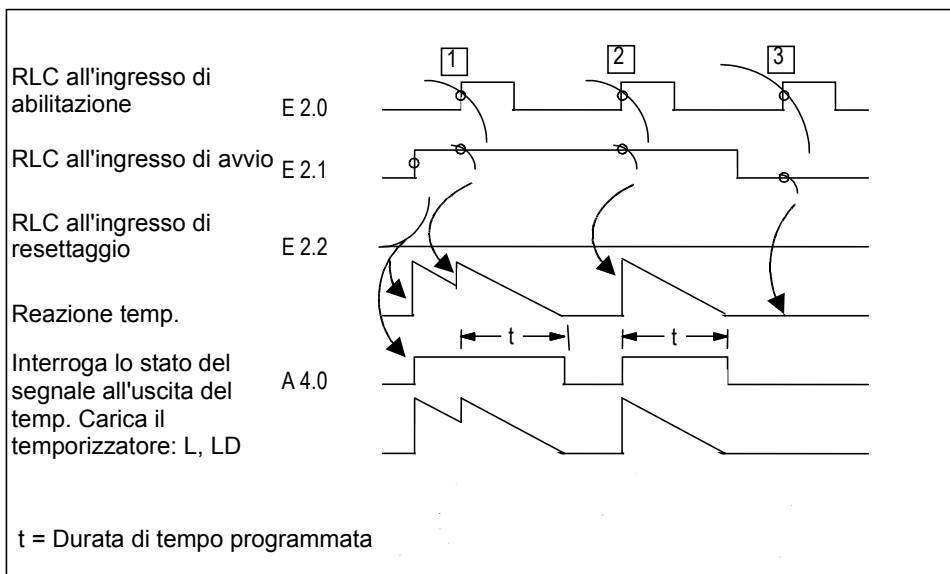 1 2 3
RLC all'ingresso di
abilitazione
E 2.0
RLC all'ingresso di avvio
E 2.1
RLC all'ingresso di
resettaggio
E 2.2
Reazione temp.
t t
Interroga lo stato del
segnale all'uscita del
temp. Carica il
temporizzatore: L, LD
A 4.0
t = Durata di tempo programmata